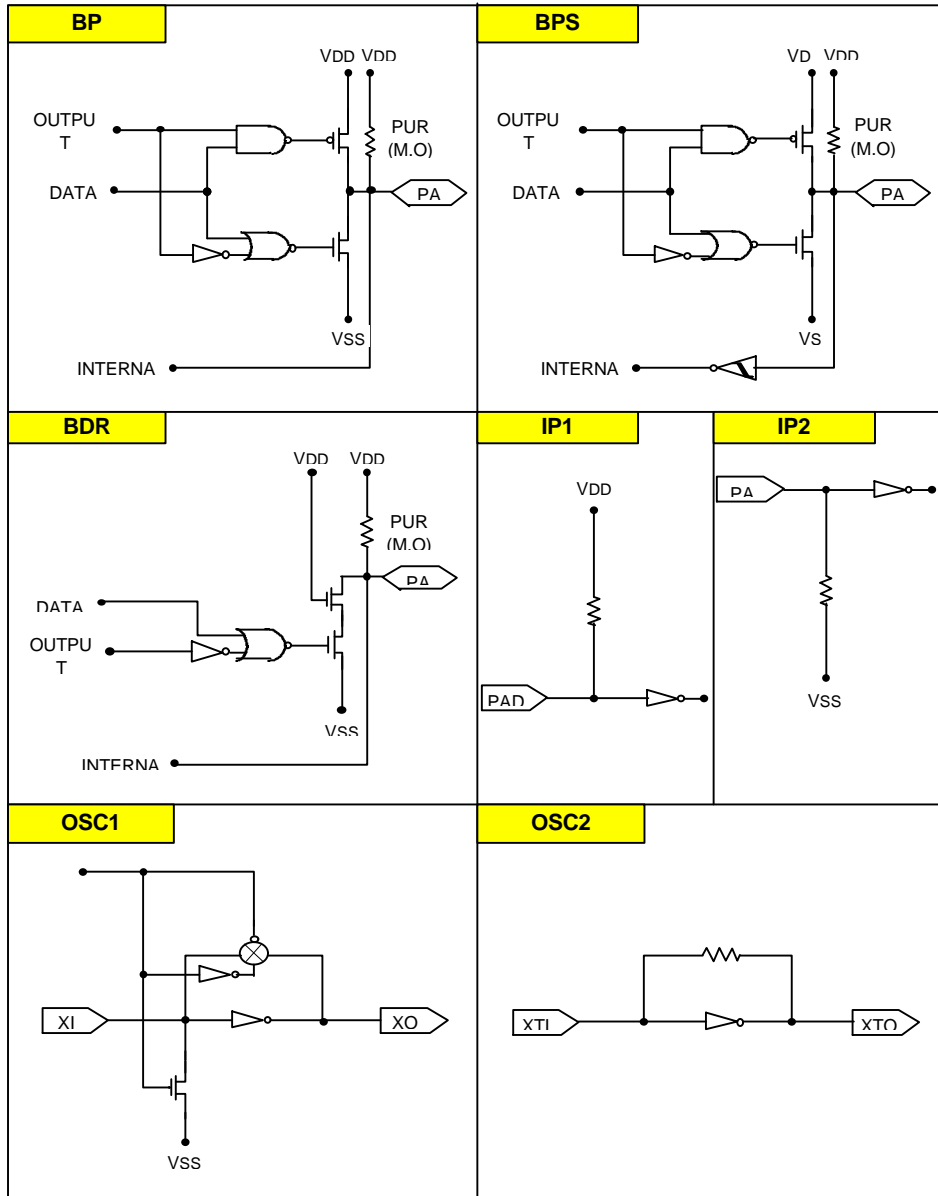 BP
VDD VDD
OUTPU
T
PUR
(M.O)
DATA
PA
VSS
INTERNA
BPS
VD VDD
OUTPU
T
PUR
(M.O)
DATA
PA
VS
INTERNA
BDR
VDD VDD
PUR
(M.O)
PA
DATA
OUTPU
T
VSS
INTERNA
IP1
VDD
PAD
IP2
PA
VSS
OSC1
XI
XO
VSS
OSC2
XTI
XTO